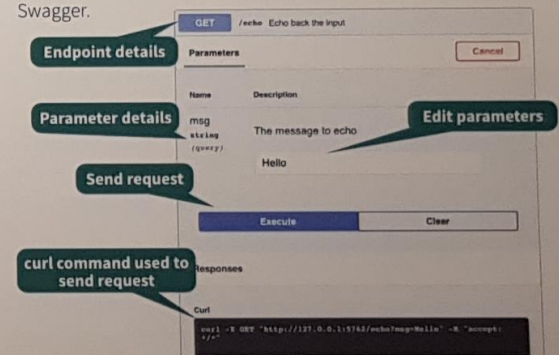 Swagger.
GET /echo Echo back the input
Endpoint details
Parameters
Cancel
Name Description
Parameter details
msg
string
(query)
The message to echo
Edit parameters
Hello
Send request
Execute Clear
curl command used to
send request
Responses
Curl
curl -X GET "http://127.0.0.1:5762/echo?msg=Hello" -H "accept:
*/*"